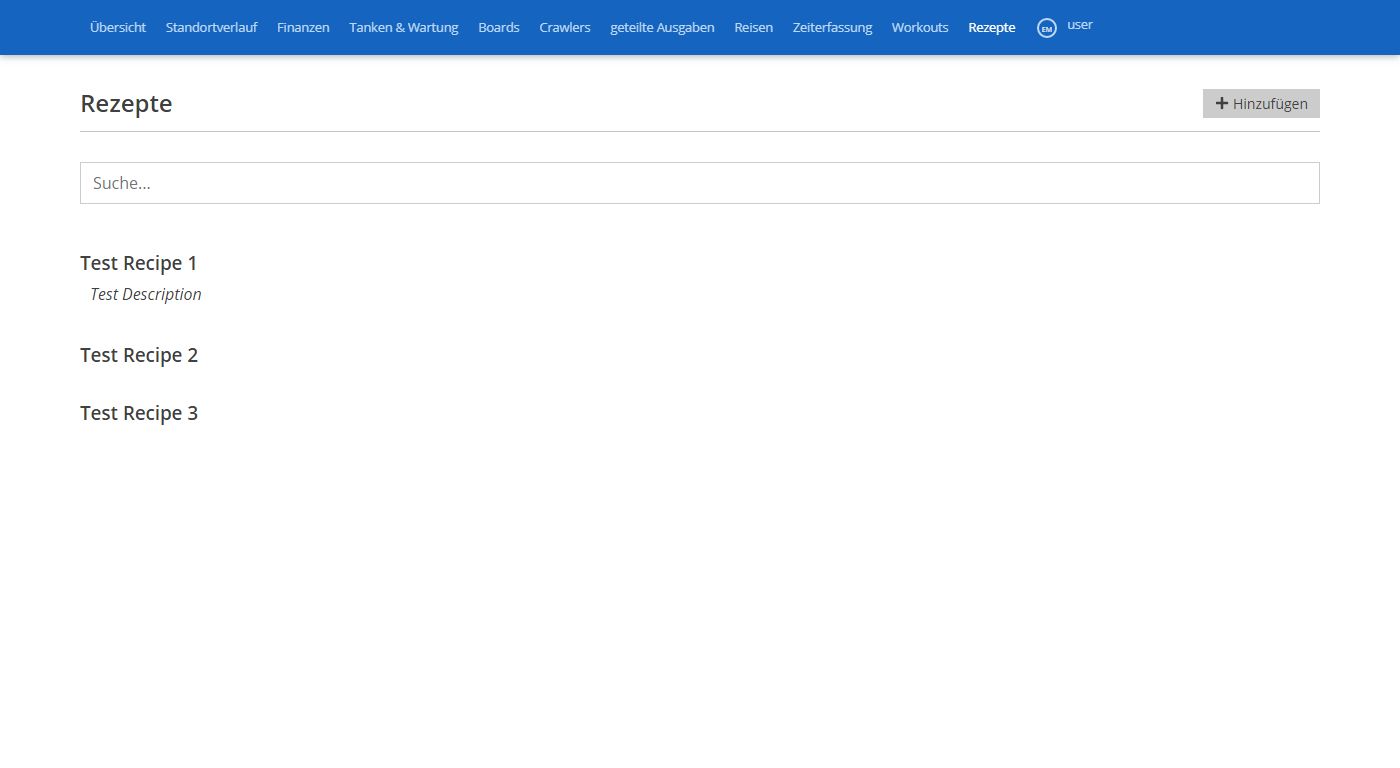 Übersicht Standortverlauf Finanzen Tanken & Wartung Boards Crawlers geteilte Ausgaben Reisen Zeiterfassung Workouts Rezepte EM user
Rezepte + Hinzufügen
Suche...
Test Recipe 1
Test Description
Test Recipe 2
Test Recipe 3